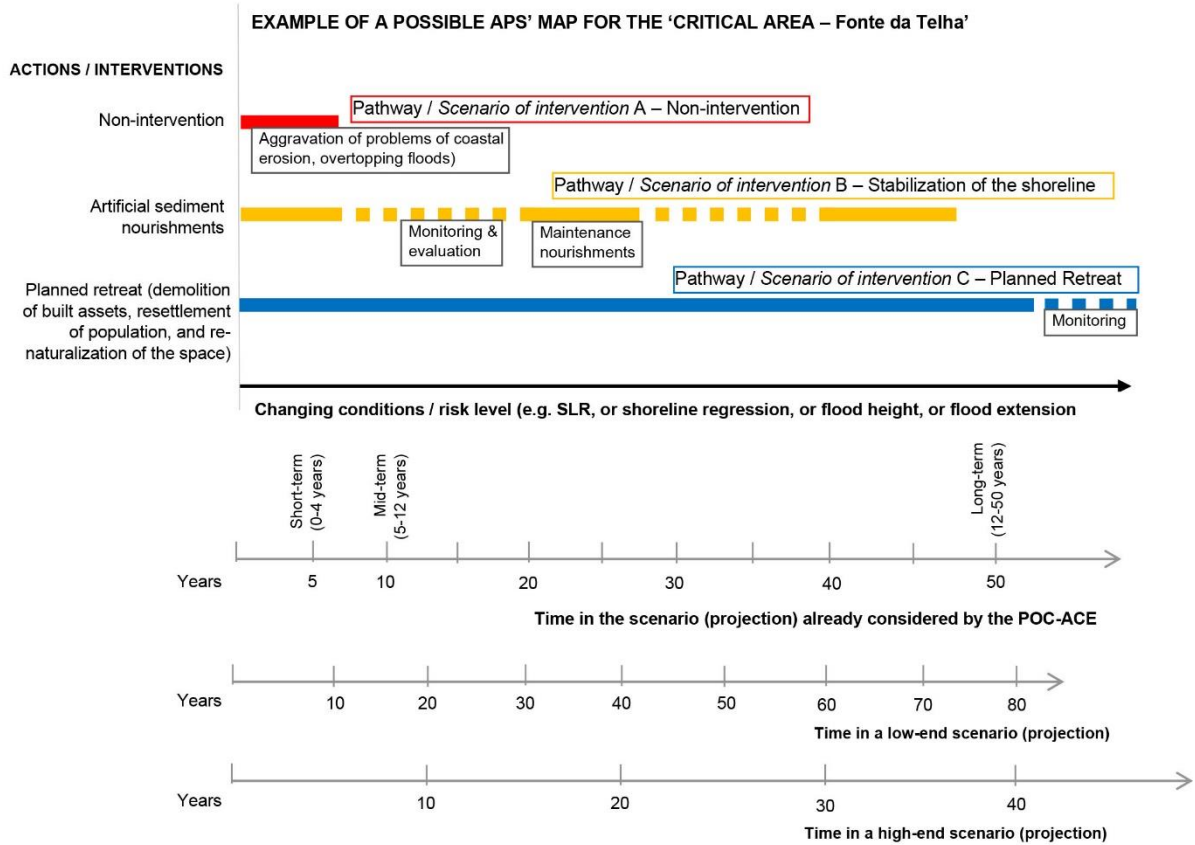 EXAMPLE OF A POSSIBLE APS' MAP FOR THE 'CRITICAL AREA – Fonte da Telha'
ACTIONS / INTERVENTIONS
Non-intervention
Pathway / Scenario of intervention A – Non-intervention
Aggravation of problems of coastal
erosion, overtopping floods)
Pathway / Scenario of intervention B – Stabilization of the shoreline
Artificial sediment
nourishments
Monitoring &
evaluation
Maintenance
nourishments
Pathway / Scenario of intervention C – Planned Retreat
Planned retreat (demolition
of built assets, resettlement
of population, and re-
naturalization of the space)
Monitoring
Changing conditions / risk level (e.g. SLR, or shoreline regression, or flood height, or flood extension
Short-term
(0-4 years)
Mid-term
(5-12 years)
Long-term
(12-50 years)
Years 5 10 20 30 40 50
Time in the scenario (projection) already considered by the POC-ACE
Years 10 20 30 40 50 60 70 80
Time in a low-end scenario (projection)
Years 10 20 30 40
Time in a high-end scenario (projection)